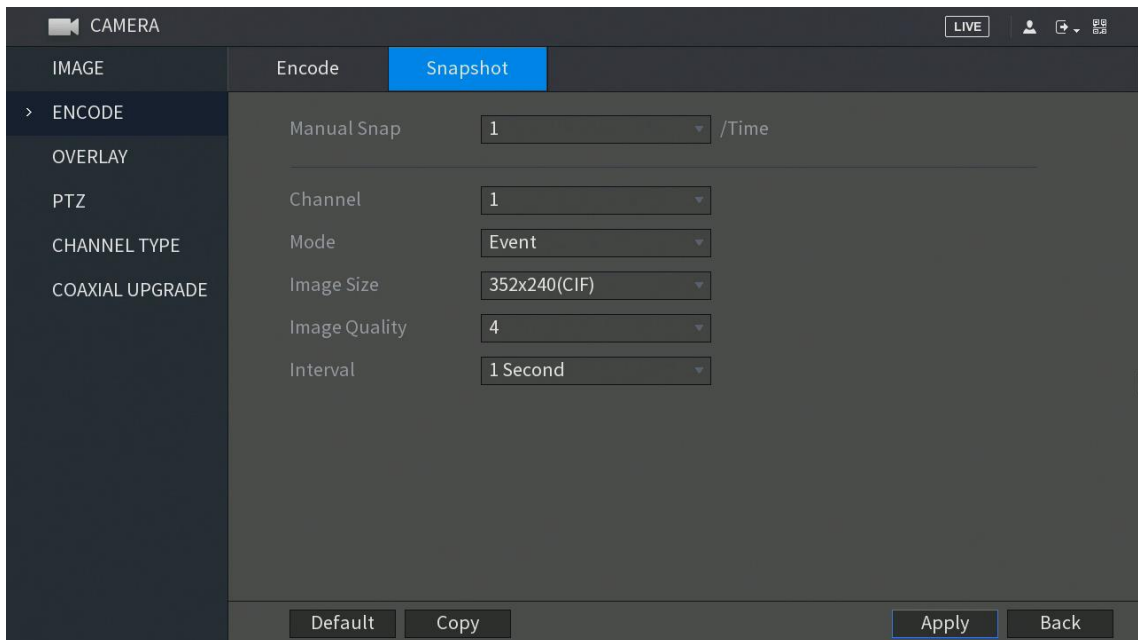 CAMERA LIVE
IMAGE
> ENCODE
OVERLAY
PTZ
CHANNEL TYPE
COAXIAL UPGRADE
Encode Snapshot
Manual Snap 1 /Time
Channel 1
Mode Event
Image Size 352x240(CIF)
Image Quality 4
Interval 1 Second
Default Copy Apply Back